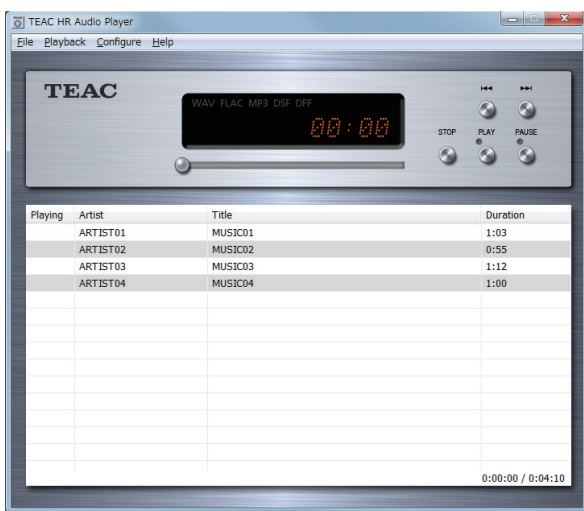 TEAC HR Audio Player
File Playback Configure Help
TEAC
WAV FLAC MP3 DSF DFF
00:00
STOP PLAY PAUSE
Playing Artist Title Duration
ARTIST01 MUSIC01 1:03
ARTIST02 MUSIC02 0:55
ARTIST03 MUSIC03 1:12
ARTIST04 MUSIC04 1:00
0:00:00 / 0:04:10